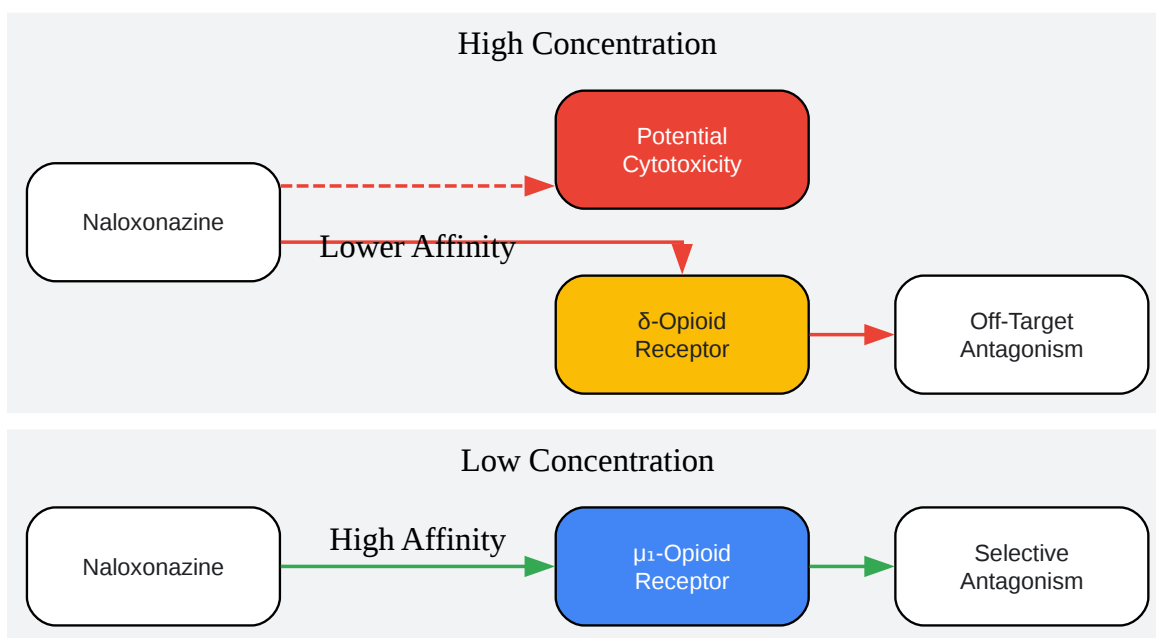 High Concentration
Potential
Cytotoxicity
Naloxonazine
Lower Affinity
δ-Opioid
Receptor
Off-Target
Antagonism
Low Concentration
Naloxonazine
High Affinity
μ₁-Opioid
Receptor
Selective
Antagonism